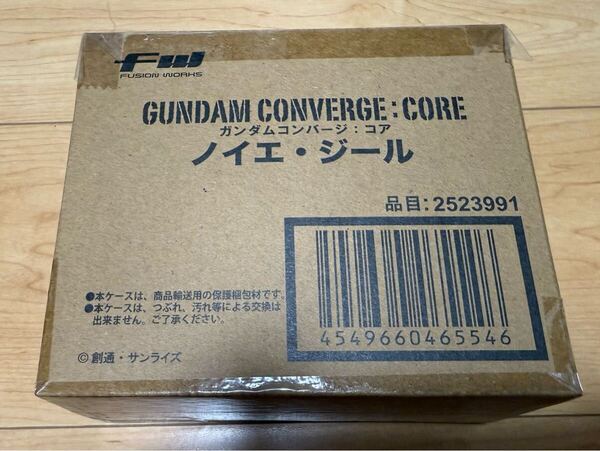 FW
FUSION WORKS
GUNDAM CONVERGE:CORE
ガンダムコンバージ:コア
ノイエ・ジール
品目:2523991
●本ケースは、商品輸送用の保護梱包材です。
●本ケースは、つぶれ、汚れ等による交換は
出来ません。ご了承ください。
4549660465546
©創通・サンライズ